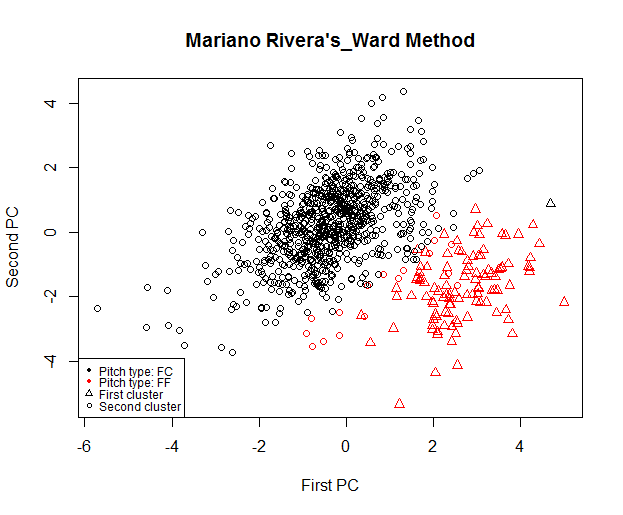 Mariano Rivera's_Ward Method
Second PC
4
2
0
-2
-4
Pitch type: FC
Pitch type: FF
First cluster
Second cluster
-6 -4 -2 0 2 4
First PC